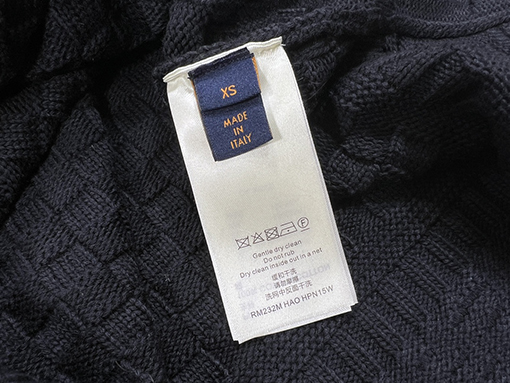 XS
MADE
IN
ITALY
Gentle dry clean
Do not rub
Dry clean inside out in a net
缓和干洗
请勿摩擦
洗网中反面干洗
RM232M HAO HPN15W